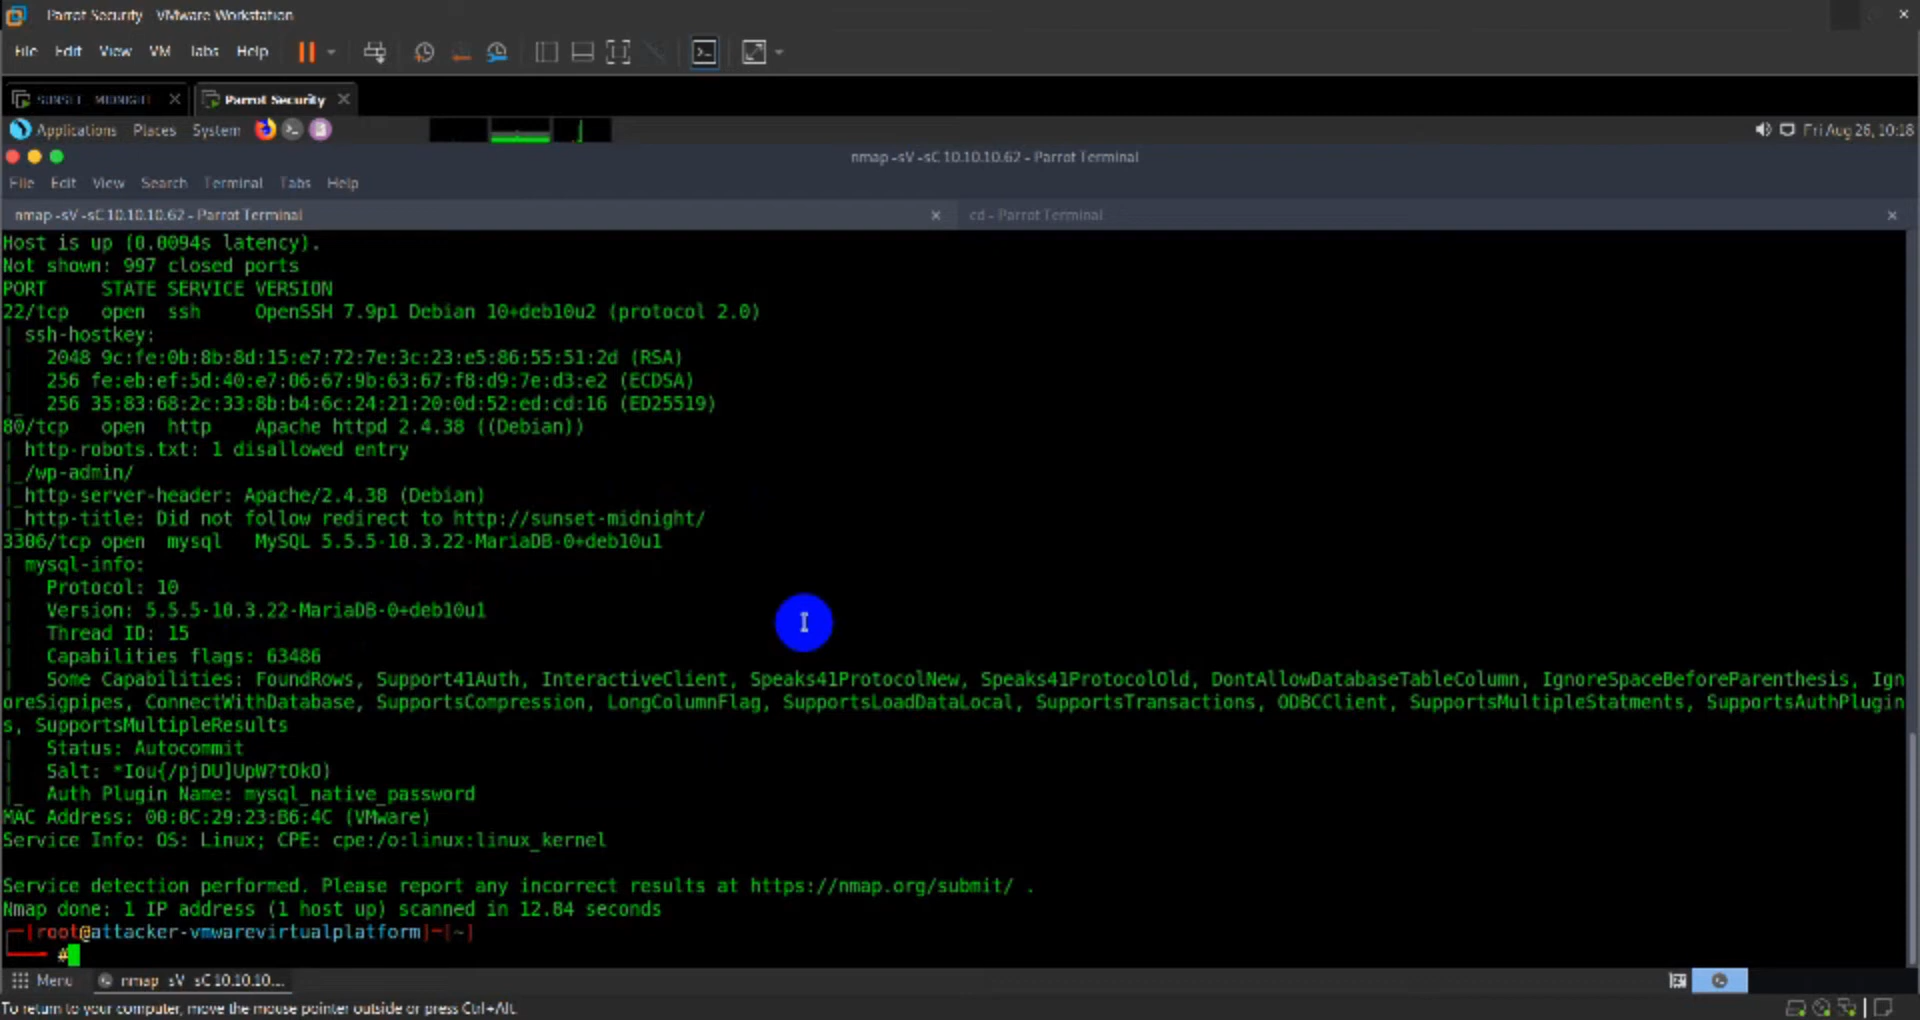 Parrot Security - VMware Workstation
File Edit View VM Tabs Help
SUNSET_MIDNIGHT Parrot Security
Applications Places System Fri Aug 26, 10:18
nmap -sV -sC 10.10.10.62 - Parrot Terminal
File Edit View Search Terminal Tabs Help
nmap -sV -sC 10.10.10.62 - Parrot Terminal cd - Parrot Terminal
Host is up (0.0094s latency).
Not shown: 997 closed ports
PORT STATE SERVICE VERSION
22/tcp open ssh OpenSSH 7.9p1 Debian 10+deb10u2 (protocol 2.0)
| ssh-hostkey:
| 2048 9c:fe:0b:8b:8d:15:e7:72:7e:3c:23:e5:86:55:51:2d (RSA)
| 256 fe:eb:ef:5d:40:e7:06:67:9b:63:67:f8:d9:7e:d3:e2 (ECDSA)
|_ 256 35:83:68:2c:33:8b:b4:6c:24:21:20:0d:52:ed:cd:16 (ED25519)
80/tcp open http Apache httpd 2.4.38 ((Debian))
| http-robots.txt: 1 disallowed entry
|_/wp-admin/
|_http-server-header: Apache/2.4.38 (Debian)
|_http-title: Did not follow redirect to http://sunset-midnight/
3306/tcp open mysql MySQL 5.5.5-10.3.22-MariaDB-0+deb10u1
| mysql-info:
| Protocol: 10
| Version: 5.5.5-10.3.22-MariaDB-0+deb10u1
| Thread ID: 15
| Capabilities flags: 63486
| Some Capabilities: FoundRows, Support41Auth, InteractiveClient, Speaks41ProtocolNew, Speaks41ProtocolOld, DontAllowDatabaseTableColumn, IgnoreSpaceBeforeParenthesis, Ign
oreSigpipes, ConnectWithDatabase, SupportsCompression, LongColumnFlag, SupportsLoadDataLocal, SupportsTransactions, ODBCClient, SupportsMultipleStatments, SupportsAuthPlugin
s, SupportsMultipleResults
| Status: Autocommit
| Salt: *Iou{/pjDU]UpW?tOkO)
|_ Auth Plugin Name: mysql_native_password
MAC Address: 00:0C:29:23:B6:4C (VMware)
Service Info: OS: Linux; CPE: cpe:/o:linux:linux_kernel
Service detection performed. Please report any incorrect results at https://nmap.org/submit/ .
Nmap done: 1 IP address (1 host up) scanned in 12.84 seconds
[root@attacker-vmwarevirtualplatform]-[~]
#
Menu nmap -sV -sC 10.10.10....
To return to your computer, move the mouse pointer outside or press Ctrl+Alt.